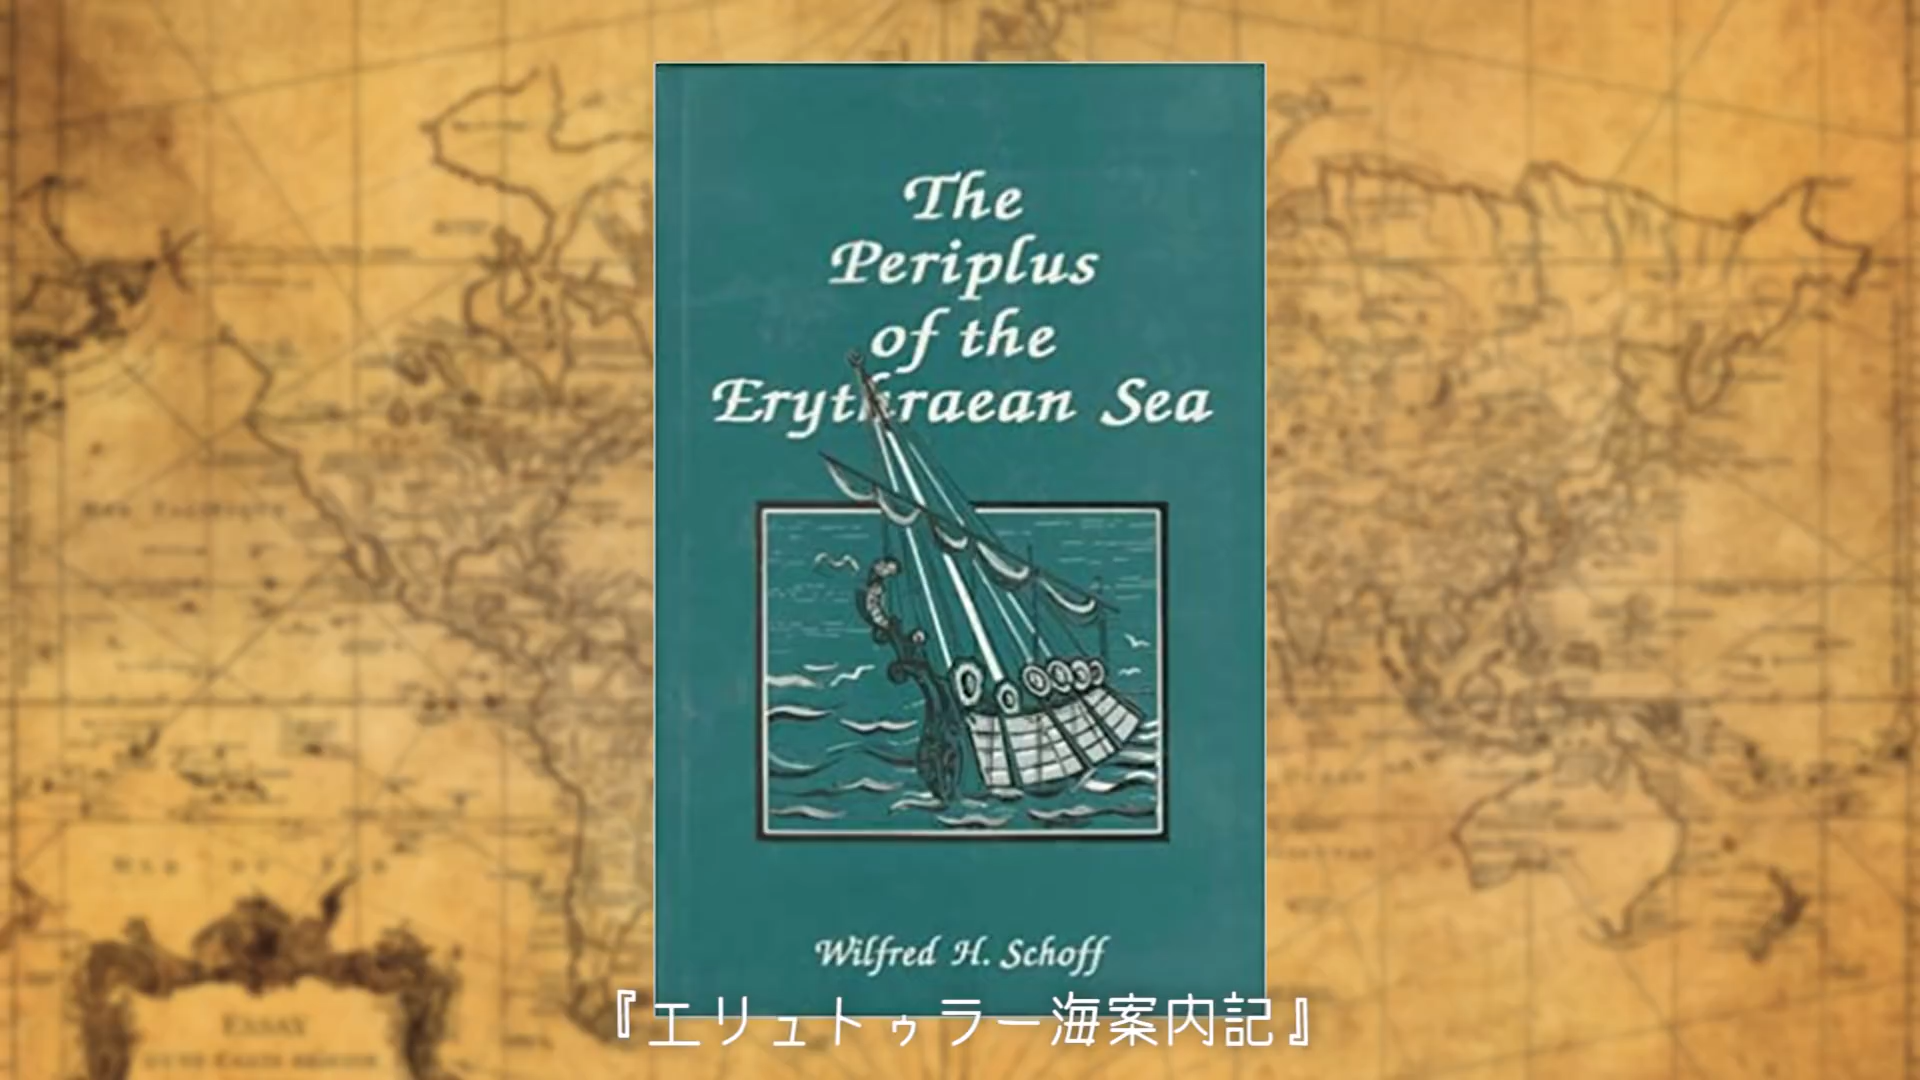 The
Periplus
of the
Erythraean Sea
Wilfred H. Schoff
『エリュトゥラー海案内記』
ESSAY